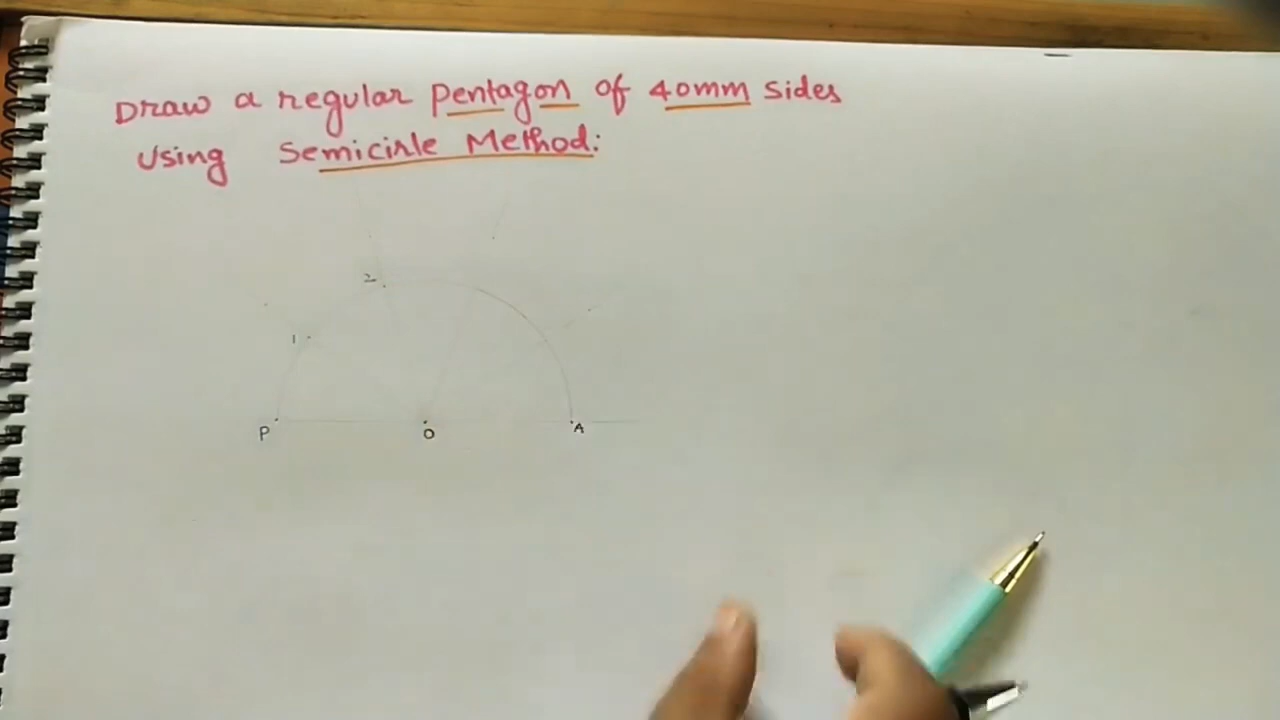 Draw a regular pentagon of 40mm sides
Using Semicirle Method:
2
1
P
O
A